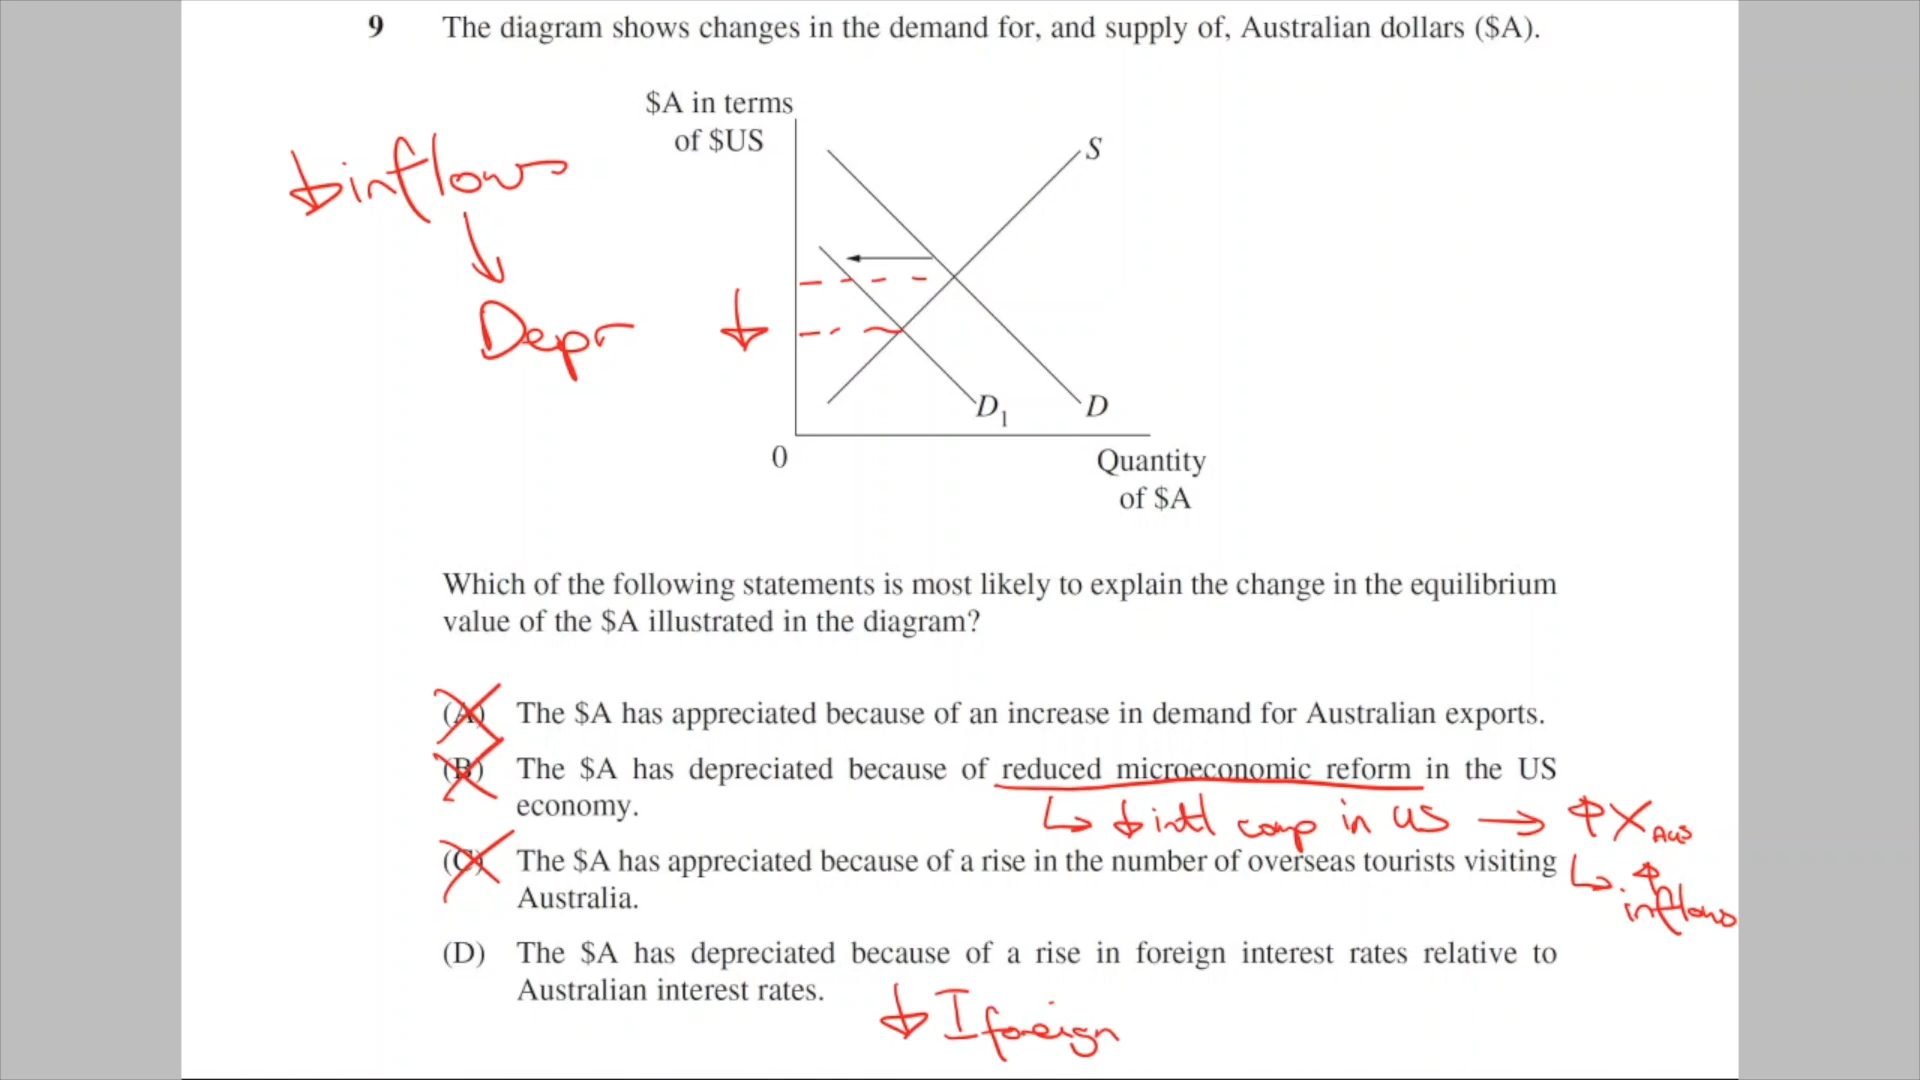 9 The diagram shows changes in the demand for, and supply of, Australian dollars ($A).
$A in terms
of $US
S
↓inflows
Depr
D1
D
0
Quantity
of $A
Which of the following statements is most likely to explain the change in the equilibrium
value of the $A illustrated in the diagram?
(A) The $A has appreciated because of an increase in demand for Australian exports.
(B) The $A has depreciated because of reduced microeconomic reform in the US
economy.
↳ ↓ intl comp in US → ↑X Aus
(C) The $A has appreciated because of a rise in the number of overseas tourists visiting
Australia.
↳ ↑
inflows
(D) The $A has depreciated because of a rise in foreign interest rates relative to
Australian interest rates.
↓ I foreign